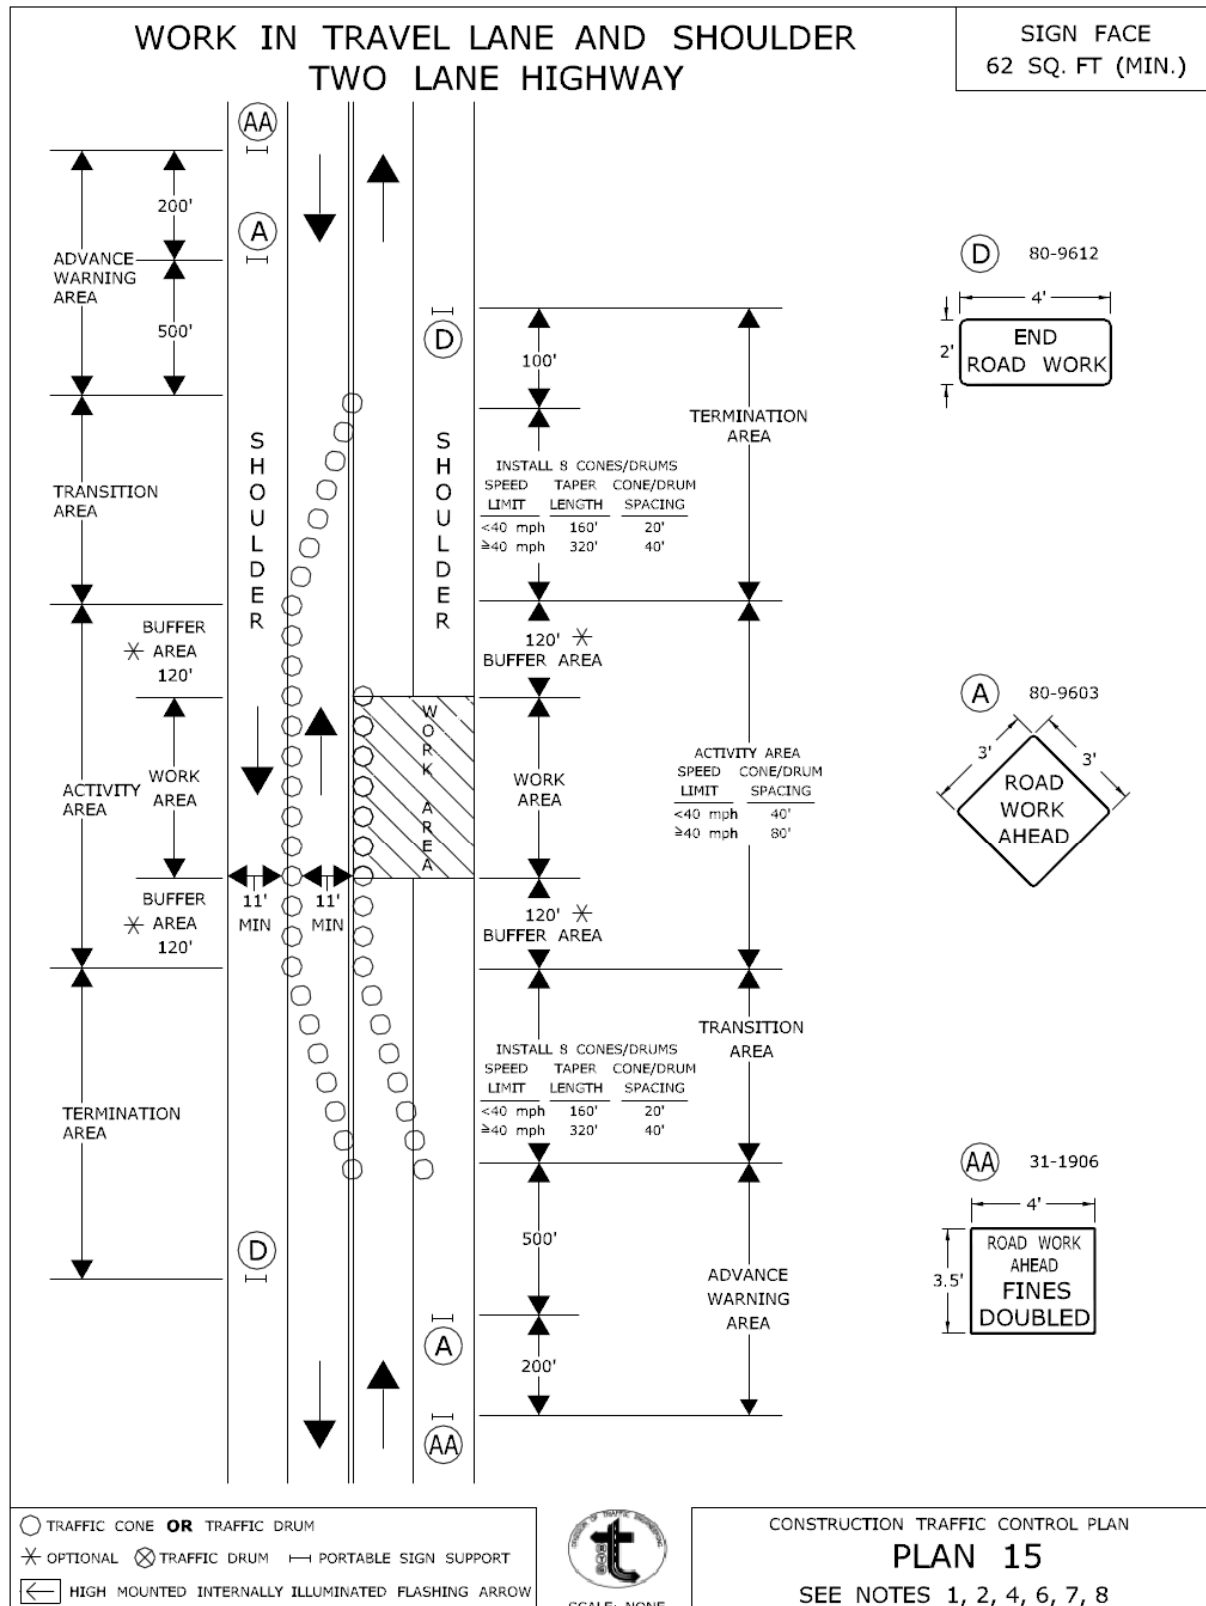 WORK IN TRAVEL LANE AND SHOULDER
TWO LANE HIGHWAY
SIGN FACE
62 SQ. FT (MIN.)
AA
200'
A
ADVANCE
WARNING
AREA
500'
D
100'
TERMINATION
AREA
SHOULDER
SHOULDER
TRANSITION
AREA
INSTALL 8 CONES/DRUMS
SPEED TAPER CONE/DRUM
LIMIT LENGTH SPACING
<40 mph 160' 20'
≧40 mph 320' 40'
BUFFER
* AREA
120'
120' *
BUFFER AREA
WORK AREA
ACTIVITY
AREA
WORK
AREA
WORK
AREA
ACTIVITY AREA
SPEED CONE/DRUM
LIMIT SPACING
<40 mph 40'
≧40 mph 80'
11'
MIN
11'
MIN
BUFFER
* AREA
120'
120' *
BUFFER AREA
TRANSITION
AREA
INSTALL 8 CONES/DRUMS
SPEED TAPER CONE/DRUM
LIMIT LENGTH SPACING
<40 mph 160' 20'
≧40 mph 320' 40'
TERMINATION
AREA
D
500'
ADVANCE
WARNING
AREA
A
200'
AA
D 80-9612
4'
2'
END
ROAD WORK
A 80-9603
3'
3'
ROAD
WORK
AHEAD
AA 31-1906
4'
3.5'
ROAD WORK
AHEAD
FINES
DOUBLED
TRAFFIC CONE OR TRAFFIC DRUM
* OPTIONAL TRAFFIC DRUM PORTABLE SIGN SUPPORT
HIGH MOUNTED INTERNALLY ILLUMINATED FLASHING ARROW
DIVISION OF TRAFFIC ENGINEERING
SCALE: NONE
CONSTRUCTION TRAFFIC CONTROL PLAN
PLAN 15
SEE NOTES 1, 2, 4, 6, 7, 8